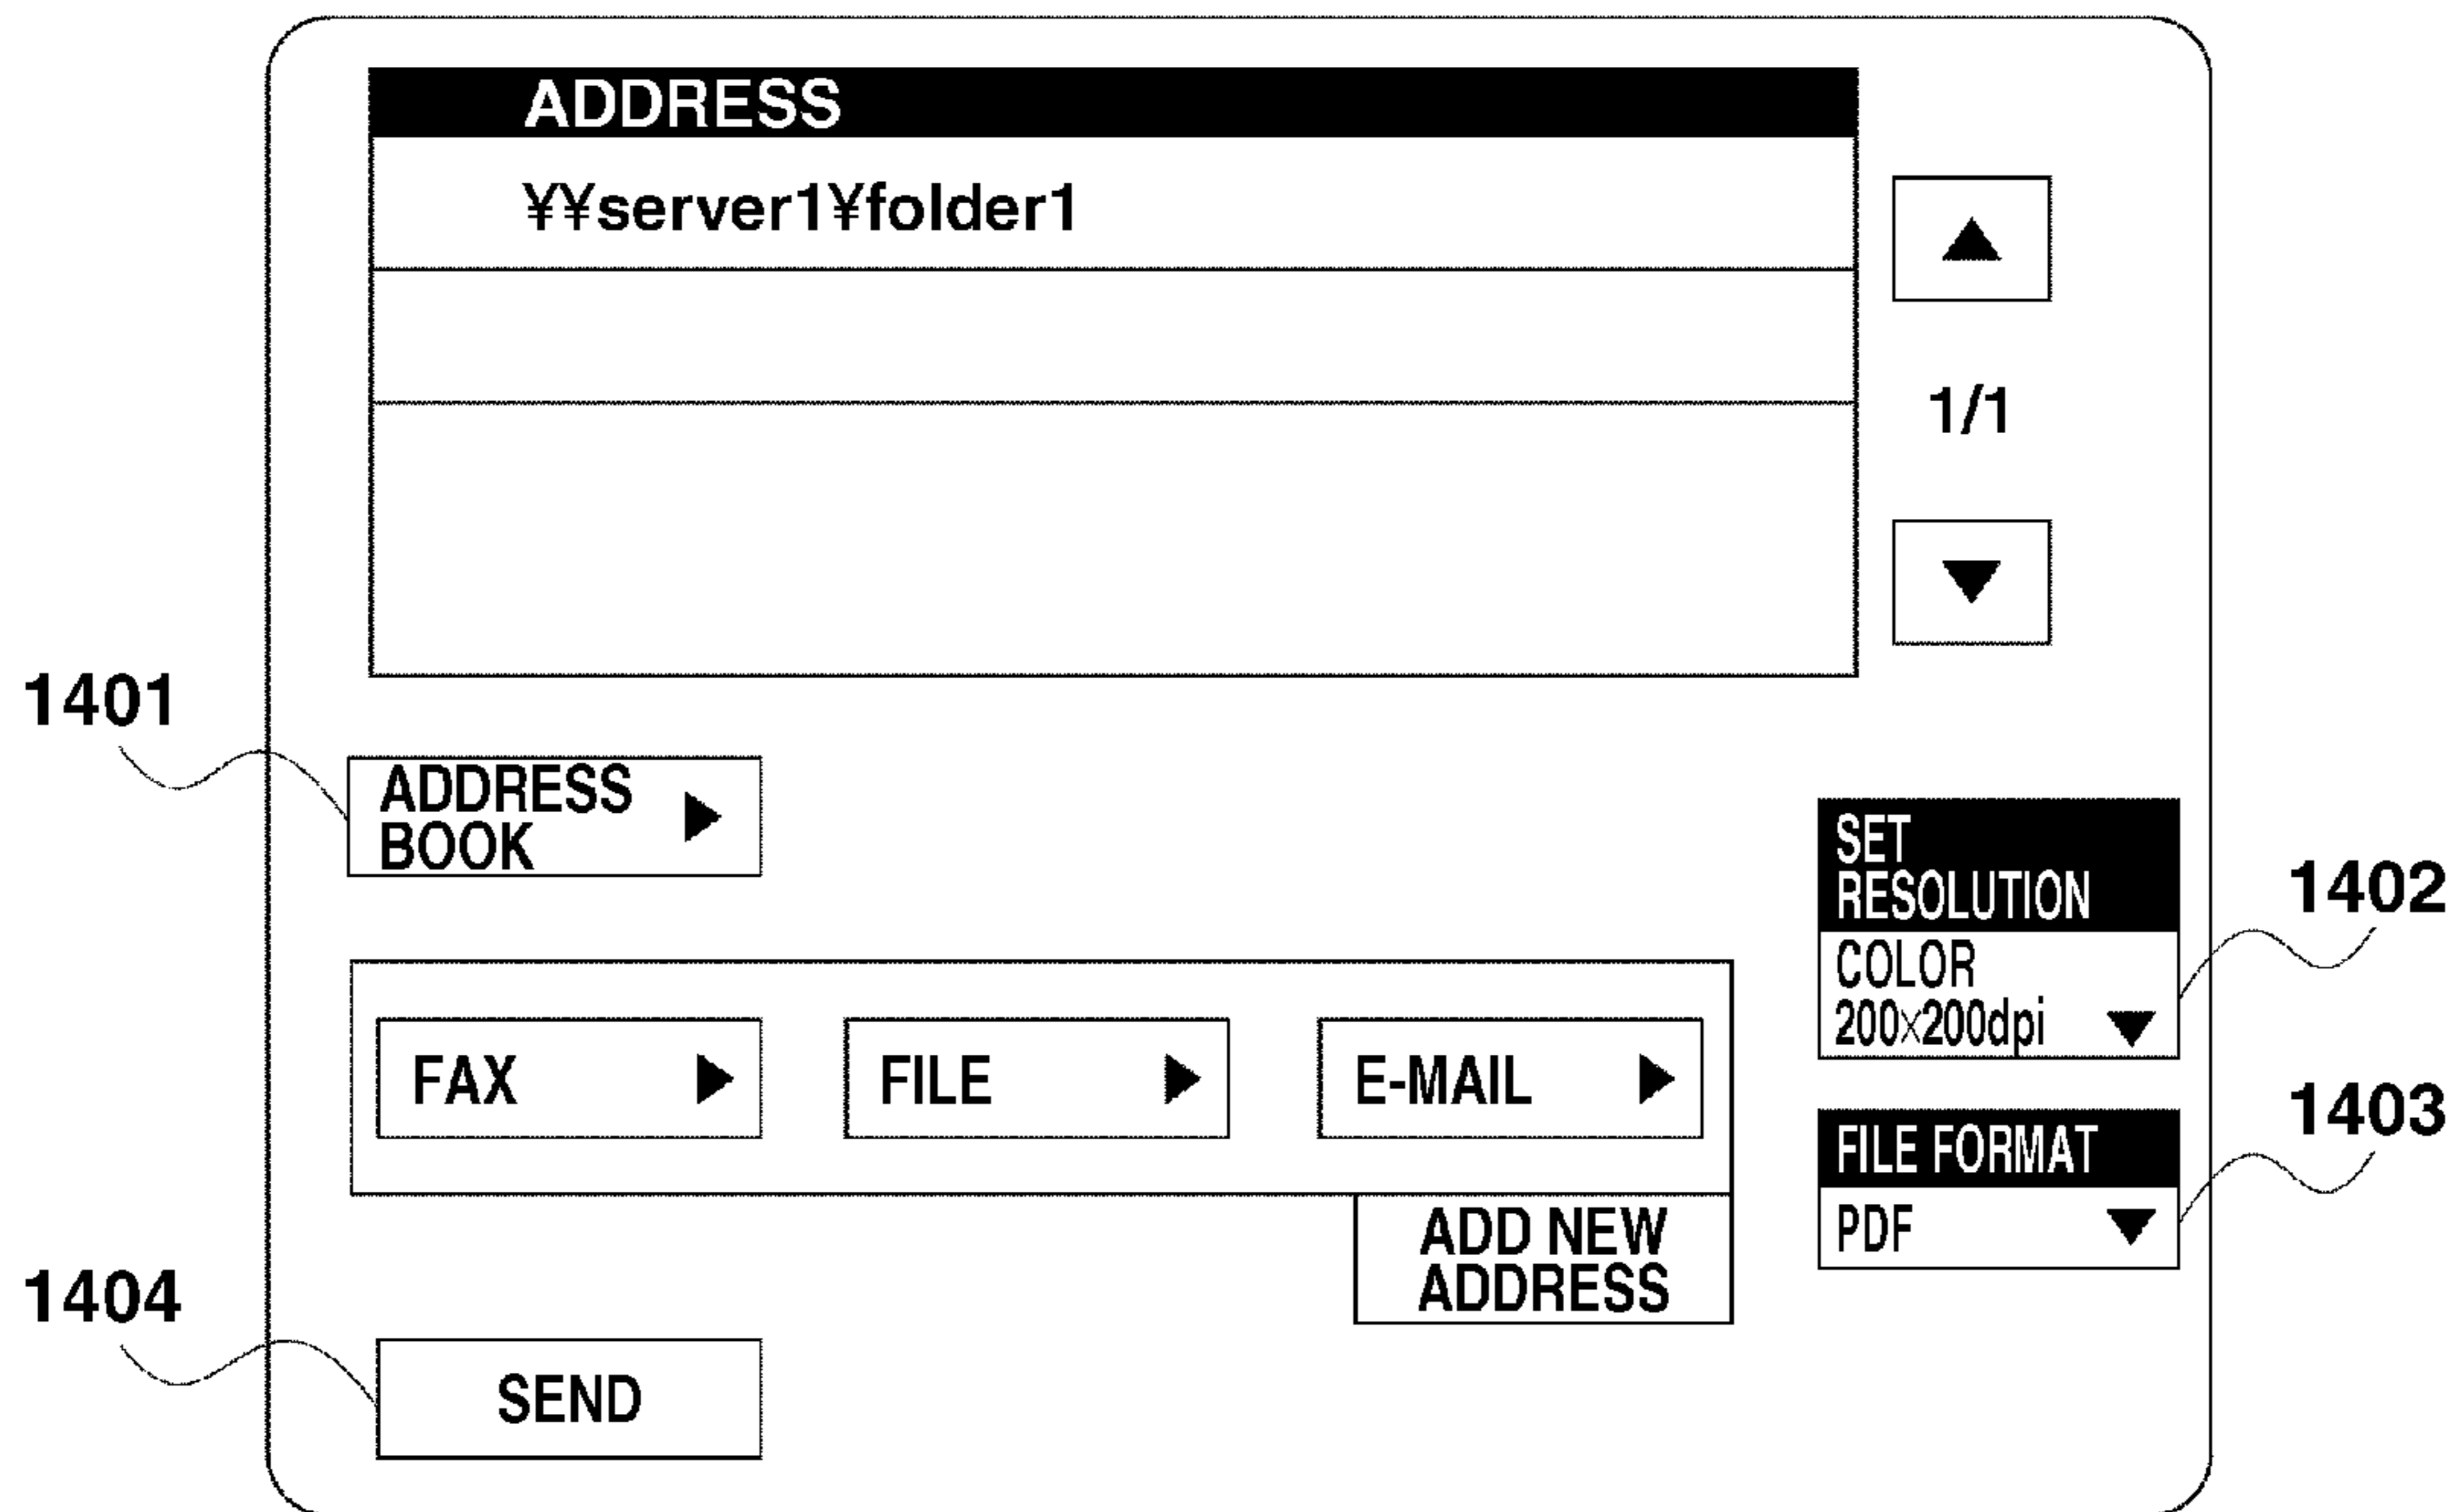 ADDRESS
¥¥server1¥folder1
1/1
1401
ADDRESS
BOOK
SET
RESOLUTION
COLOR
200×200dpi
1402
FAX
FILE
E-MAIL
FILE FORMAT
PDF
1403
ADD NEW
ADDRESS
1404
SEND